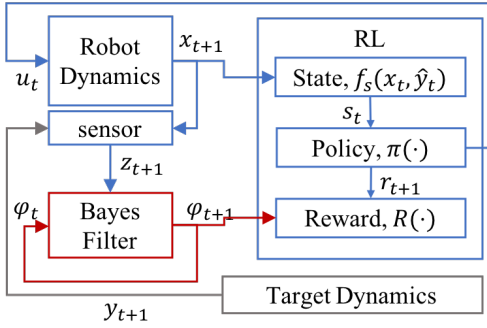 Robot
Dynamics
x_{t+1}
u_t
RL
State, f_s(x_t, ŷ_t)
s_t
sensor
z_{t+1}
Policy, π(·)
r_{t+1}
φ_t
Bayes
Filter
φ_{t+1}
Reward, R(·)
y_{t+1}
Target Dynamics